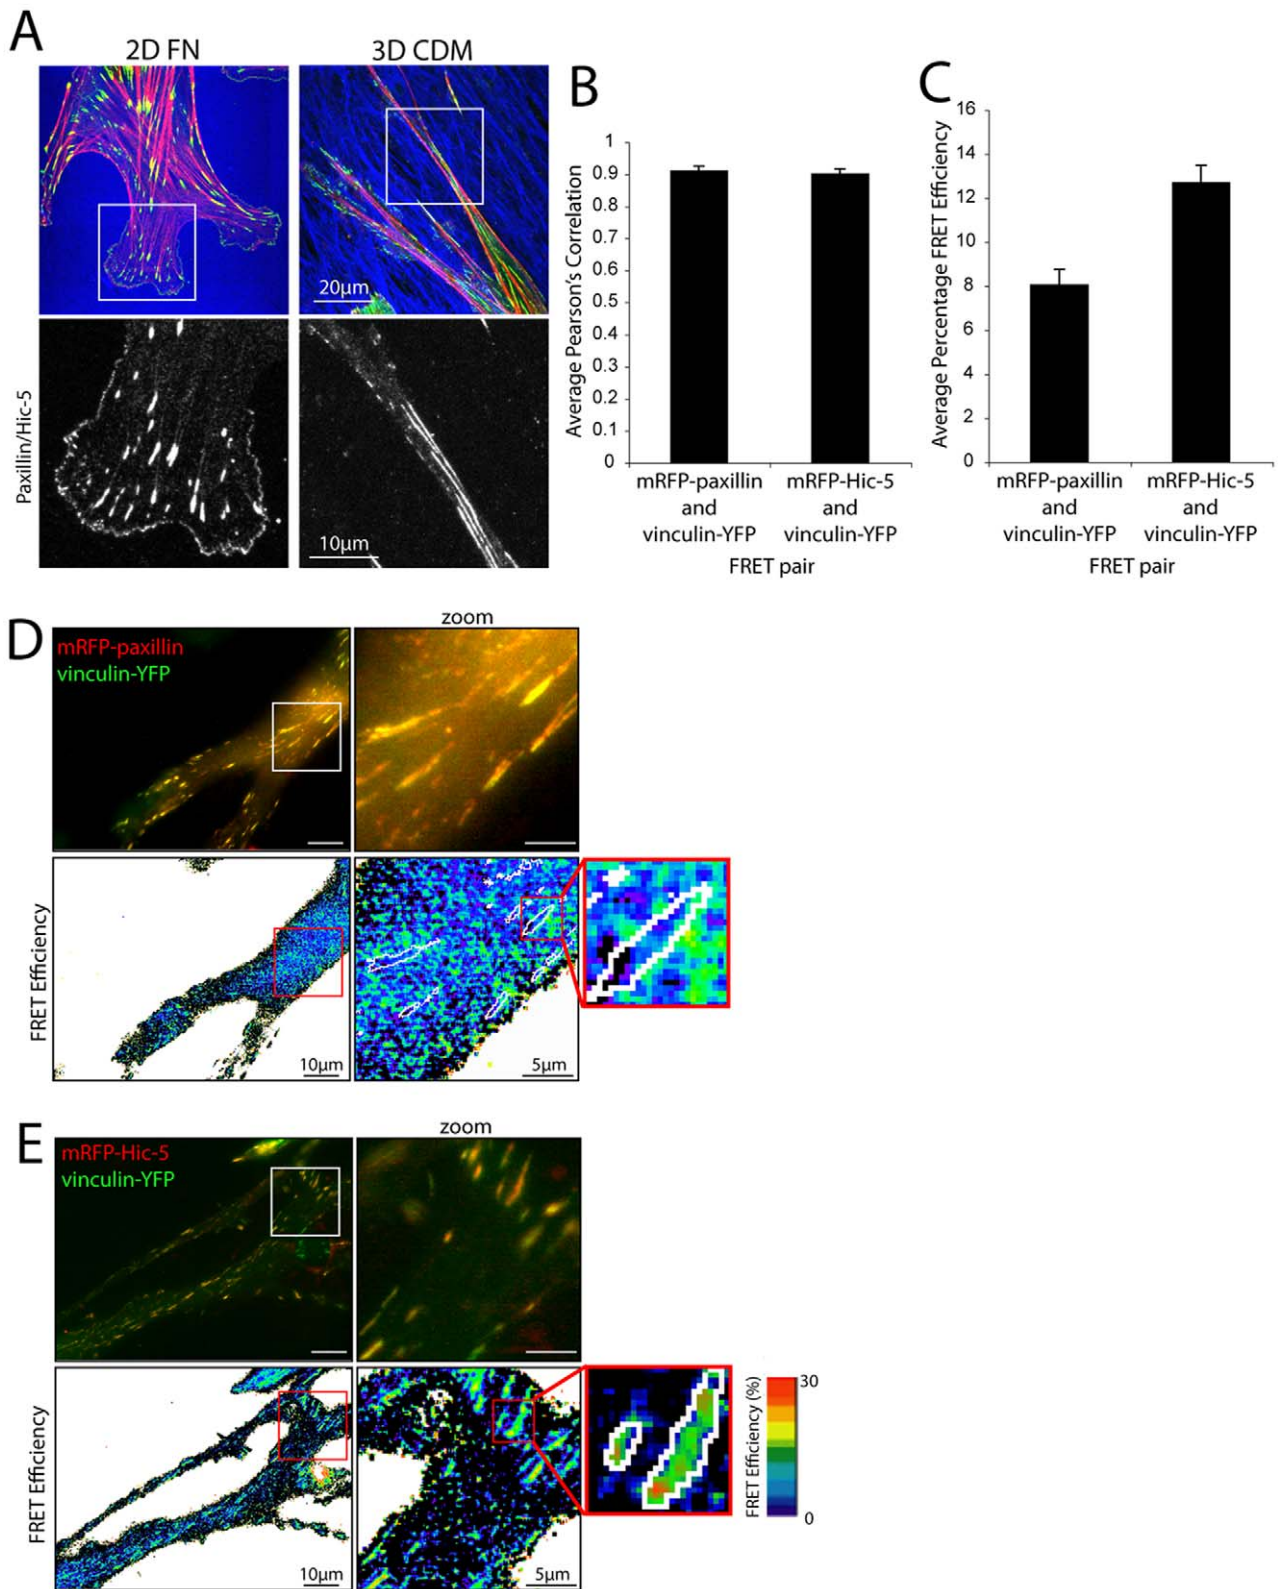 A
2D FN
3D CDM
20µm
Paxillin/Hic-5
10µm
B
Average Pearson's Correlation
1
0.9
0.8
0.7
0.6
0.5
0.4
0.3
0.2
0.1
0
mRFP-paxillin
and
vinculin-YFP
mRFP-Hic-5
and
vinculin-YFP
FRET pair
C
Average Percentage FRET Efficiency
16
14
12
10
8
6
4
2
0
mRFP-paxillin
and
vinculin-YFP
mRFP-Hic-5
and
vinculin-YFP
FRET pair
D
zoom
mRFP-paxillin
vinculin-YFP
FRET Efficiency
10µm
5µm
E
zoom
mRFP-Hic-5
vinculin-YFP
FRET Efficiency
10µm
5µm
FRET Efficiency (%)
30
0